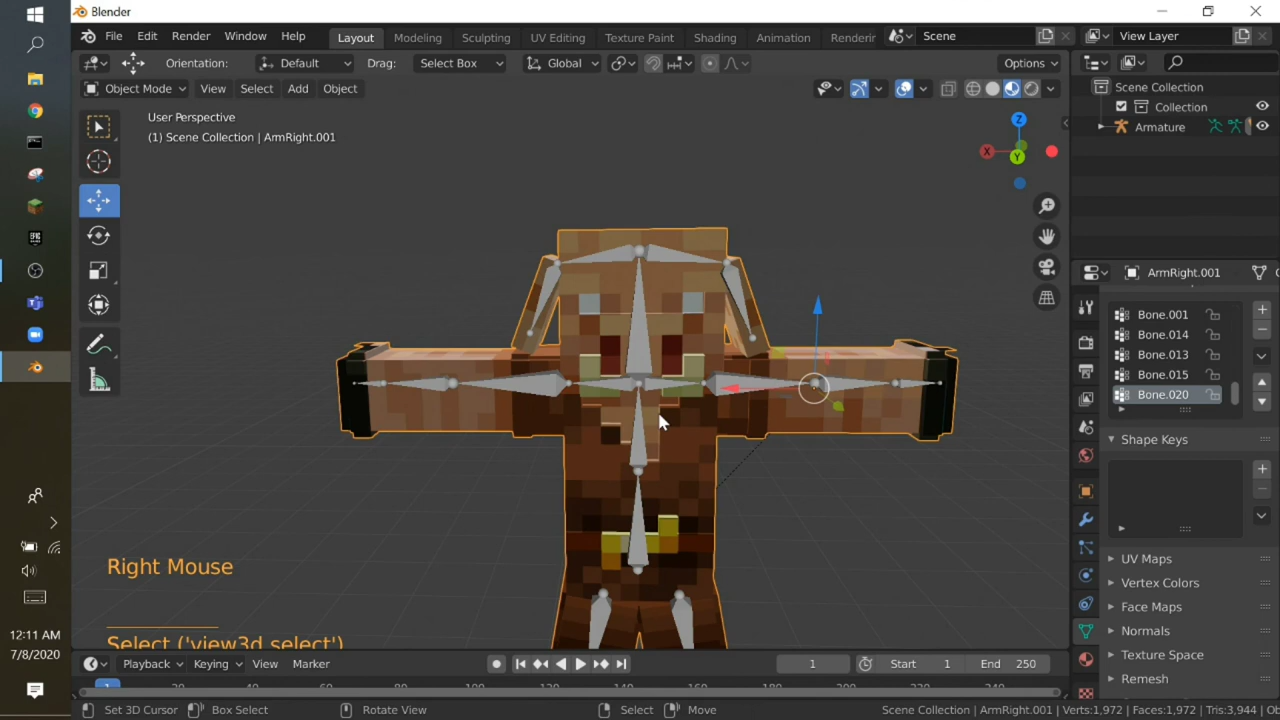 Blender
File Edit Render Window Help Layout Modeling Sculpting UV Editing Texture Paint Shading Animation Renderin Scene View Layer
Orientation: Default Drag: Select Box Global Options
Object Mode View Select Add Object
User Perspective
(1) Scene Collection | ArmRight.001
X
Y
Z
Scene Collection
Collection
Armature
ArmRight.001
Bone.001
Bone.014
Bone.013
Bone.015
Bone.020
Shape Keys
UV Maps
Vertex Colors
Face Maps
Normals
Texture Space
Remesh
Right Mouse
Select ('view3d.select')
EPIC
12:11 AM
7/8/2020
Playback Keying View Marker 1 Start 1 End 250
1
Set 3D Cursor Box Select Rotate View Select Move Scene Collection | ArmRight.001 | Verts:1,972 | Faces:1,972 | Tris:3,944 | Ob